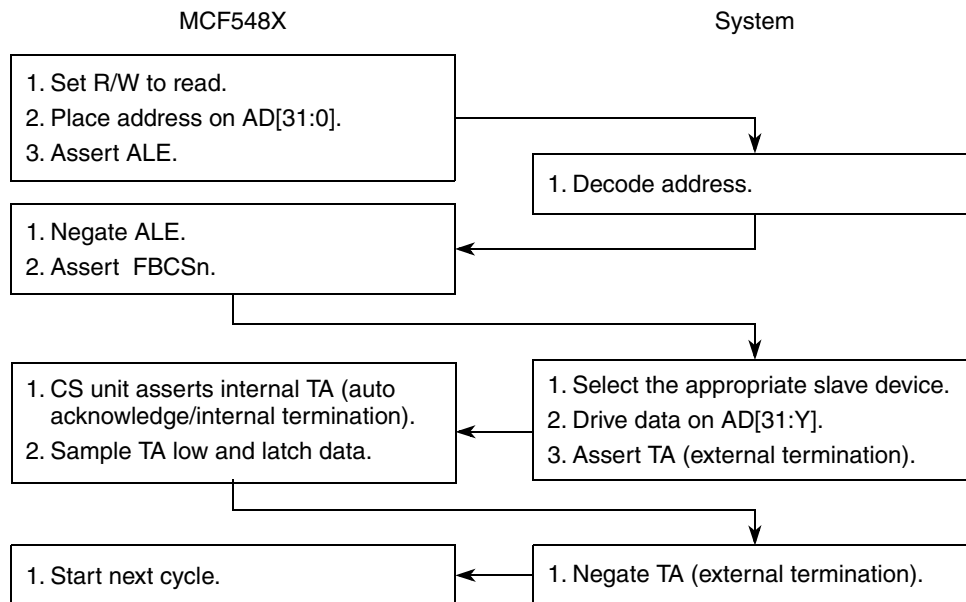 MCF548X
System
1. Set R/W to read.
2. Place address on AD[31:0].
3. Assert ALE.
1. Decode address.
1. Negate ALE.
2. Assert FBCSn.
1. CS unit asserts internal TA (auto
acknowledge/internal termination).
2. Sample TA low and latch data.
1. Select the appropriate slave device.
2. Drive data on AD[31:Y].
3. Assert TA (external termination).
1. Start next cycle.
1. Negate TA (external termination).